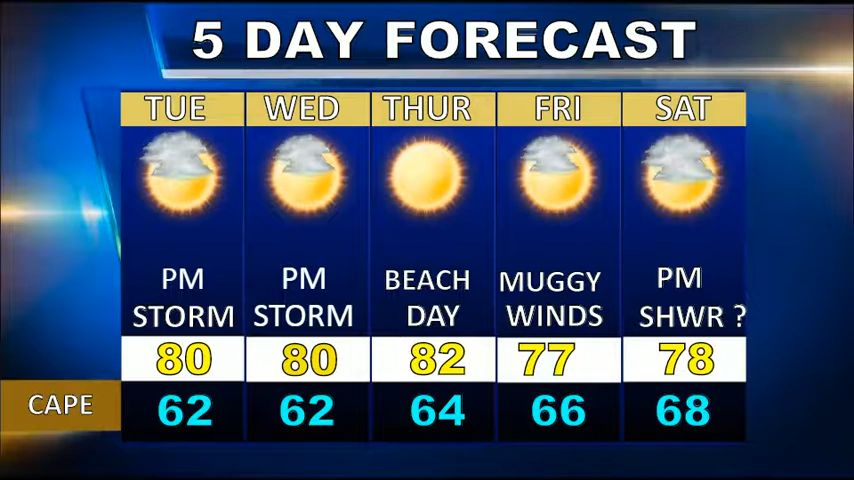 5 DAY FORECAST
TUE WED THUR FRI SAT
PM PM BEACH MUGGY PM
STORM STORM DAY WINDS SHWR ?
80 80 82 77 78
CAPE 62 62 64 66 68